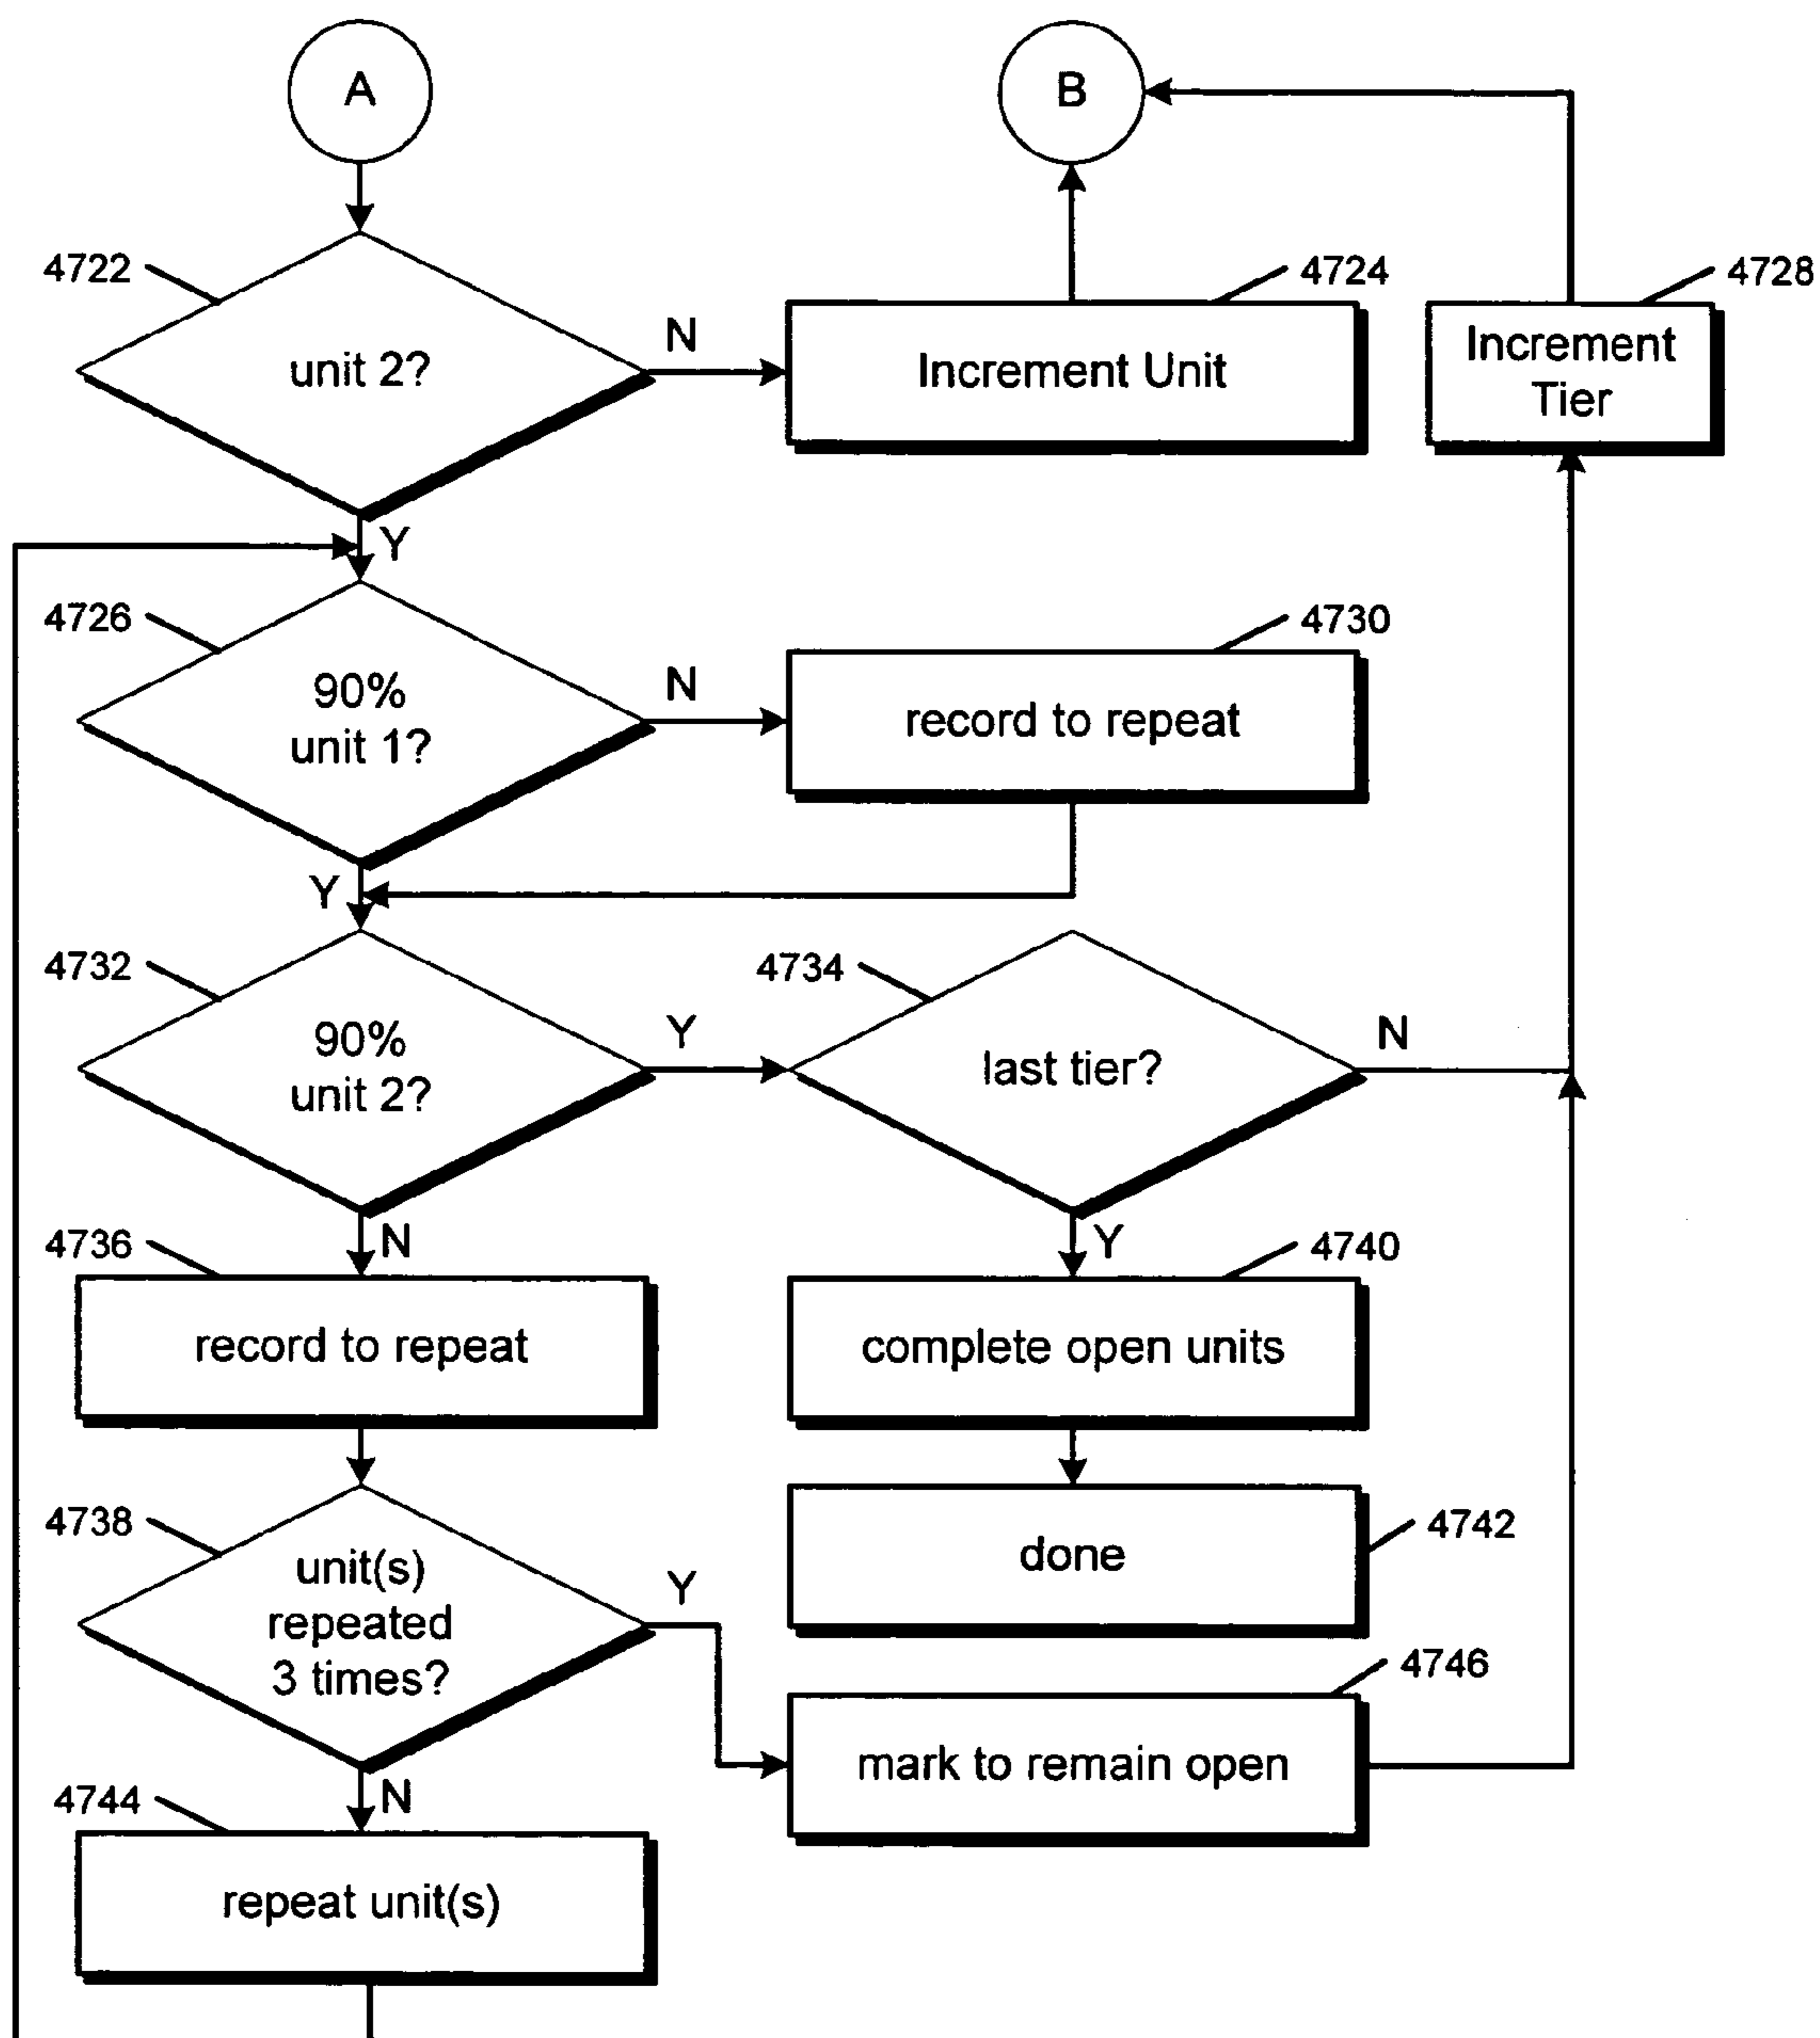 A
B
4722
unit 2?
N
4724
Increment Unit
4728
Increment
Tier
Y
4726
90%
unit 1?
N
4730
record to repeat
Y
4732
90%
unit 2?
Y
4734
last tier?
N
N
4736
record to repeat
Y
4740
complete open units
4738
unit(s)
repeated
3 times?
Y
done
4742
4746
mark to remain open
N
4744
repeat unit(s)